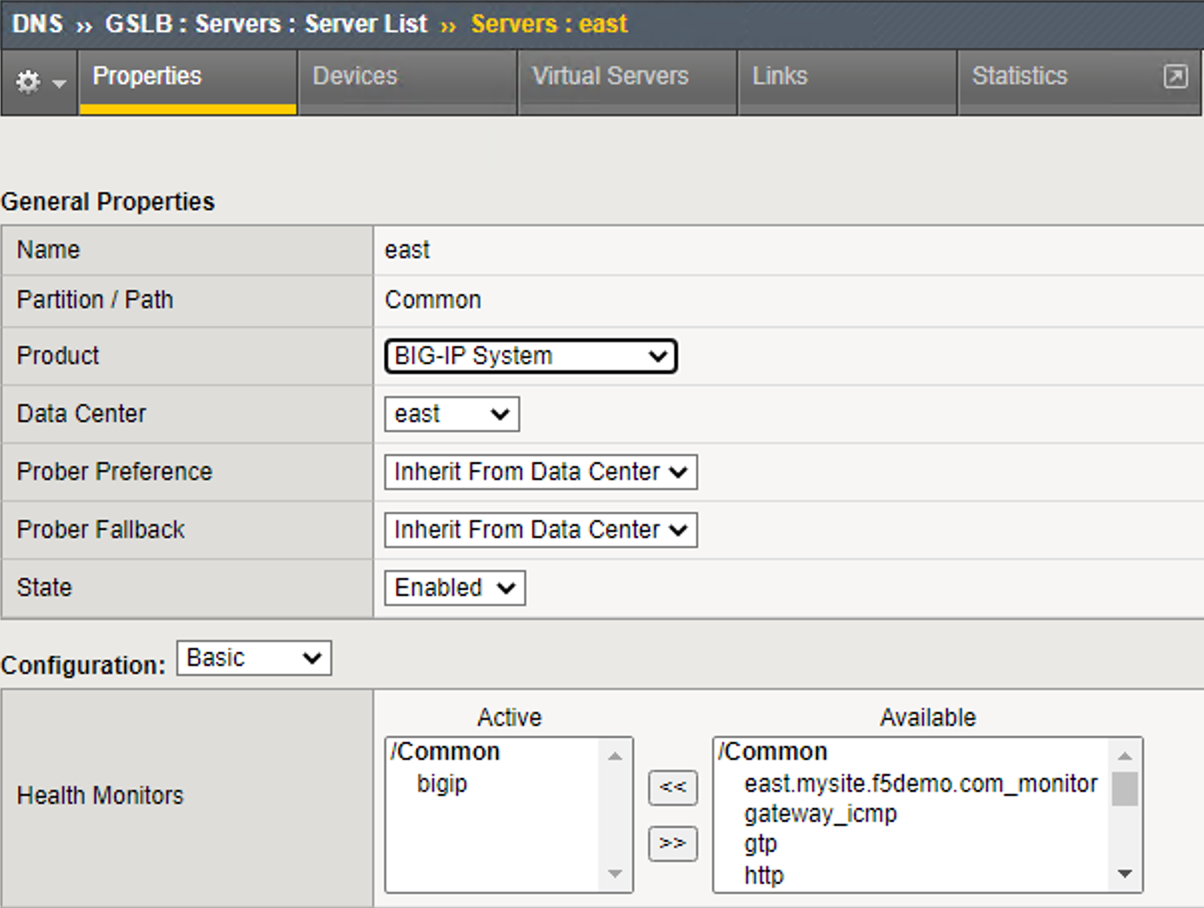 DNS ›› GSLB : Servers : Server List ›› Servers : east
Properties Devices Virtual Servers Links Statistics
General Properties
Name east
Partition / Path Common
Product BIG-IP System
Data Center east
Prober Preference Inherit From Data Center
Prober Fallback Inherit From Data Center
State Enabled
Configuration: Basic
Active Available
/Common /Common
bigip east.mysite.f5demo.com_monitor
<< gateway_icmp
>> gtp
Health Monitors http